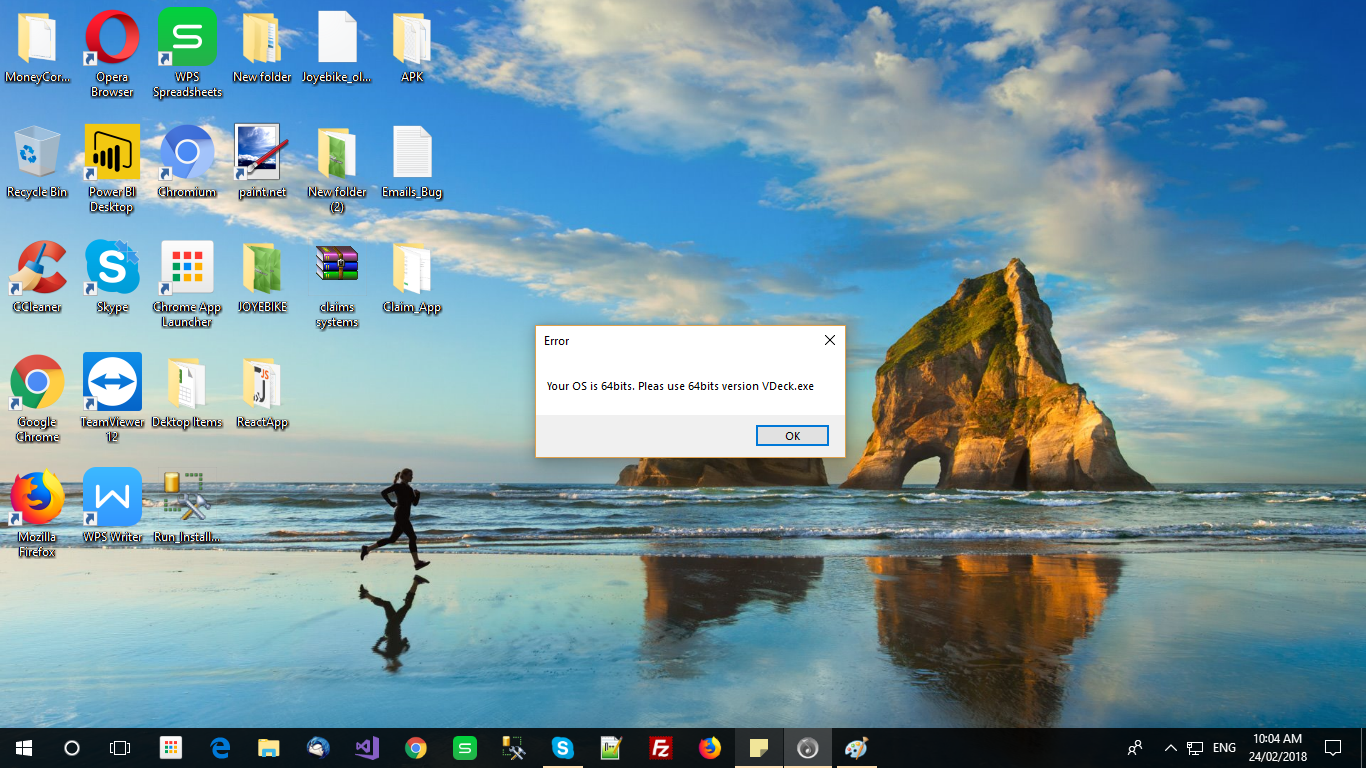 MoneyCor...
Opera
Browser
WPS
Spreadsheets
New folder
Joyebike_ol...
APK
Recycle Bin
Power BI
Desktop
Chromium
paint.net
New folder
(2)
Emails_Bug
CCleaner
Skype
Chrome App
Launcher
JOYEBIKE
claims
systems
Claim_App
Google
Chrome
TeamViewer
12
Dektop Items
ReactApp
Mozilla
Firefox
WPS Writer
Run_Install...
Error
Your OS is 64bits. Pleas use 64bits version VDeck.exe
OK
ENG
10:04 AM
24/02/2018